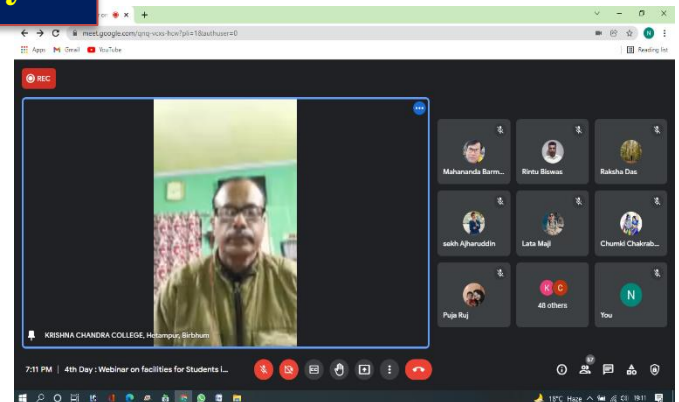 meet.google.com/qnq-vcxs-hcw?pli=1&authuser=0
Apps Gmail YouTube Reading list
REC
Mahananda Barm... Rintu Biswas Raksha Das
sekh Ajharuddin Lata Maji Chumki Chakrab...
K C
N
Puja Ruj 48 others You
KRISHNA CHANDRA COLLEGE, Hetampur, Birbhum
7:11 PM | 4th Day : Webinar on facilities for Students i...
18°C Haze 19:11